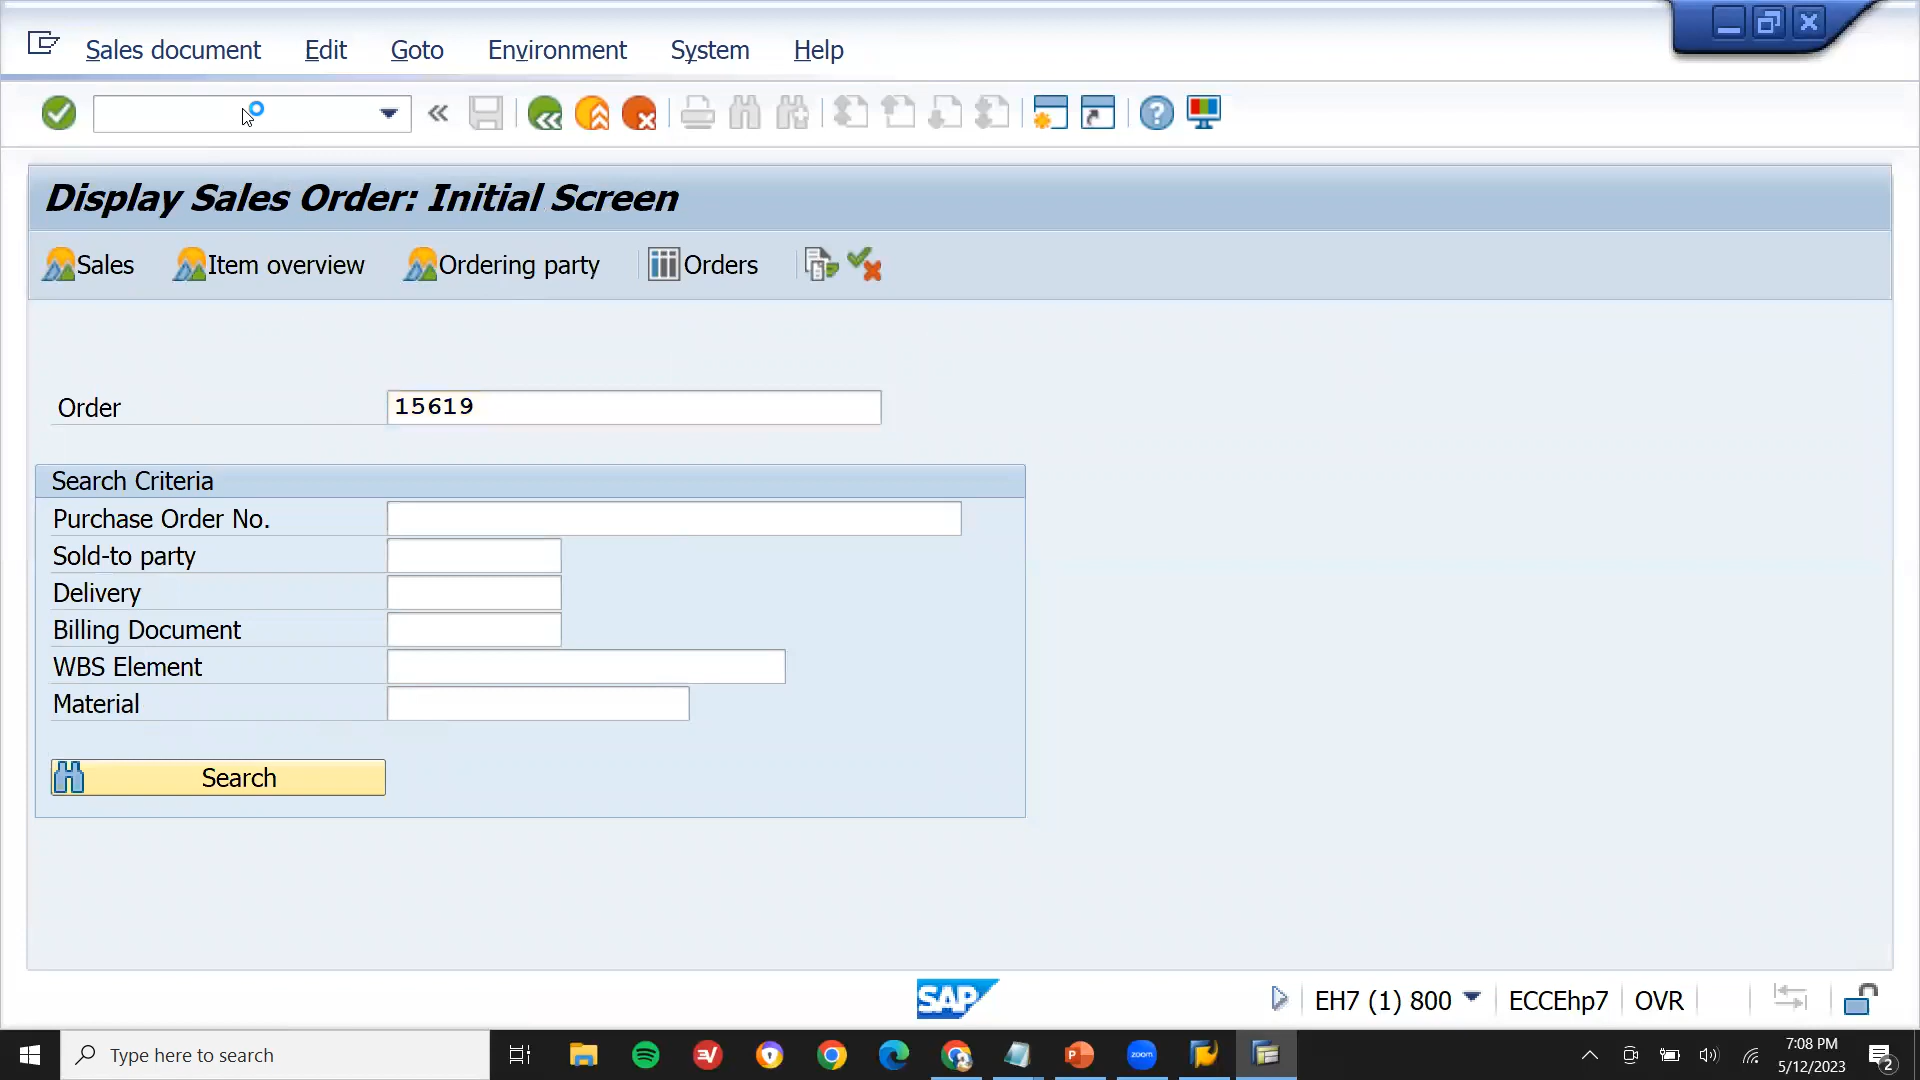 Sales document Edit Goto Environment System Help
Display Sales Order: Initial Screen
Sales Item overview Ordering party Orders
Order 15619
Search Criteria
Purchase Order No.
Sold-to party
Delivery
Billing Document
WBS Element
Material
Search
SAP EH7 (1) 800 ECCEhp7 OVR
Type here to search zoom 7:08 PM
5/12/2023 2